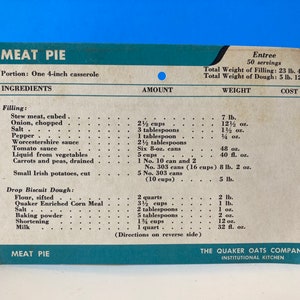 MEAT PIE
Entree
50 servings
Portion: One 4-inch casserole
Total Weight of Filling: 23 lb.
Total Weight of Dough: 5 lb. 12
INGREDIENTS AMOUNT WEIGHT COST
Filling:
Stew meat, cubed 7 lb.
Onion, chopped 2½ cups 12½ oz.
Salt 3 tablespoons 1½ oz.
Pepper 1 tablespoon ¼ oz.
Worcestershire sauce 2½ tablespoons
Tomato sauce Six 8-oz. cans 48 oz.
Liquid from vegetables 5 cups 40 fl. oz.
Carrots and peas, drained 1 No. 10 can and 2
No. 303 cans (16 cups) 8 lb. 2 oz.
Small Irish potatoes, cut 5 No. 303 cans
(10 cups) 5 lb.
Drop Biscuit Dough:
Flour, sifted 2 quarts 2 lb.
Quaker Enriched Corn Meal 3½ cups 1 lb.
Salt 2 tablespoons 1 oz.
Baking powder 5 tablespoons 2 oz.
Shortening 1¾ cups 12 oz.
Milk 1 quart 32 fl. oz.
(Directions on reverse side)
MEAT PIE
THE QUAKER OATS COMPAN
INSTITUTIONAL KITCHEN